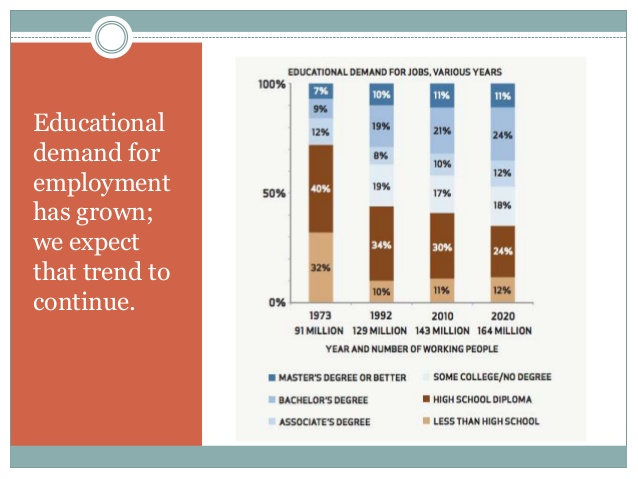 Educational
demand for
employment
has grown;
we expect
that trend to
continue.
EDUCATIONAL DEMAND FOR JOBS, VARIOUS YEARS
100%
50%
0%
7%
9%
12%
40%
32%
10%
19%
8%
19%
34%
10%
11%
21%
10%
17%
30%
11%
11%
24%
12%
18%
24%
12%
1973 1992 2010 2020
91 MILLION 129 MILLION 143 MILLION 164 MILLION
YEAR AND NUMBER OF WORKING PEOPLE
MASTER'S DEGREE OR BETTER SOME COLLEGE/NO DEGREE
BACHELOR'S DEGREE HIGH SCHOOL DIPLOMA
ASSOCIATE'S DEGREE LESS THAN HIGH SCHOOL